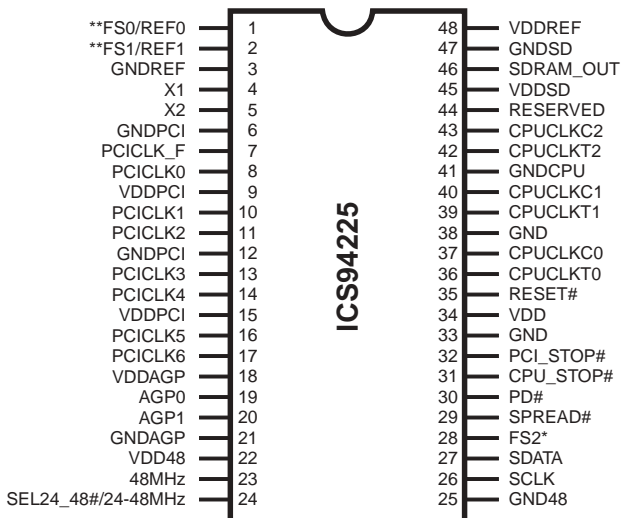 **FS0/REF0 1 48 VDDREF
**FS1/REF1 2 47 GNDSD
GNDREF 3 46 SDRAM_OUT
X1 4 45 VDDSD
X2 5 44 RESERVED
GNDPCI 6 43 CPUCLKC2
PCICLK_F 7 42 CPUCLKT2
PCICLK0 8 41 GNDCPU
VDDPCI 9 40 CPUCLKC1
PCICLK1 10 39 CPUCLKT1
PCICLK2 11 38 GND
GNDPCI 12 37 CPUCLKC0
PCICLK3 13 36 CPUCLKT0
PCICLK4 14 35 RESET#
VDDPCI 15 34 VDD
PCICLK5 16 33 GND
PCICLK6 17 32 PCI_STOP#
VDDAGP 18 31 CPU_STOP#
AGP0 19 30 PD#
AGP1 20 29 SPREAD#
GNDAGP 21 28 FS2*
VDD48 22 27 SDATA
48MHz 23 26 SCLK
SEL24_48#/24-48MHz 24 25 GND48
ICS94225